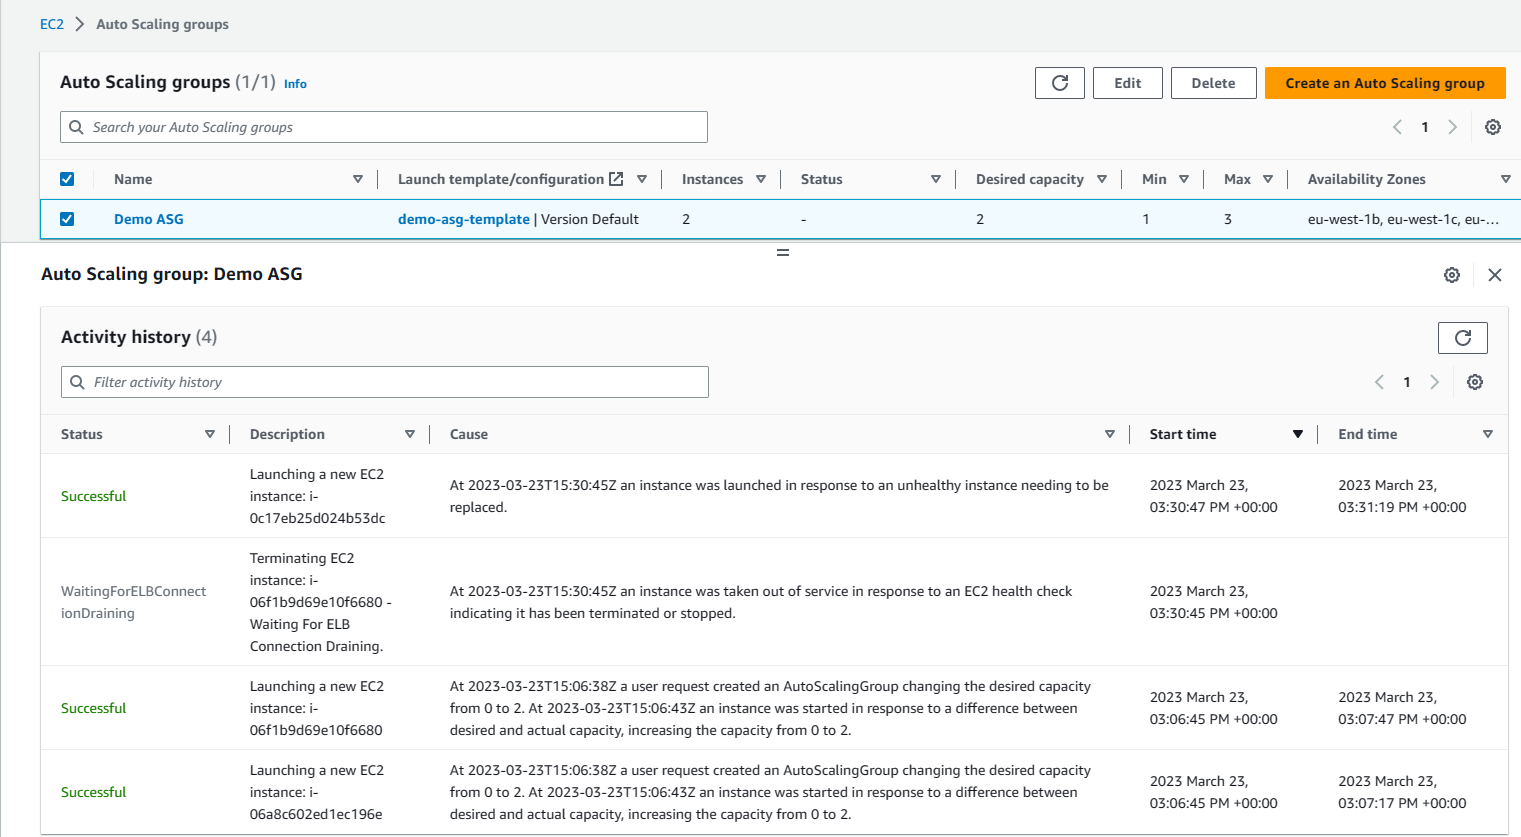 EC2 > Auto Scaling groups
Auto Scaling groups (1/1) Info
Edit
Delete
Create an Auto Scaling group
Search your Auto Scaling groups
1
Name
Launch template/configuration
Instances
Status
Desired capacity
Min
Max
Availability Zones
Demo ASG
demo-asg-template | Version Default
2
-
2
1
3
eu-west-1b, eu-west-1c, eu-...
Auto Scaling group: Demo ASG
Activity history (4)
Filter activity history
1
Status
Description
Cause
Start time
End time
Successful
Launching a new EC2
instance: i-
0c17eb25d024b53dc
At 2023-03-23T15:30:45Z an instance was launched in response to an unhealthy instance needing to be
replaced.
2023 March 23,
03:30:47 PM +00:00
2023 March 23,
03:31:19 PM +00:00
WaitingForELBConnect
ionDraining
Terminating EC2
instance: i-
06f1b9d69e10f6680 -
Waiting For ELB
Connection Draining.
At 2023-03-23T15:30:45Z an instance was taken out of service in response to an EC2 health check
indicating it has been terminated or stopped.
2023 March 23,
03:30:45 PM +00:00
Successful
Launching a new EC2
instance: i-
06f1b9d69e10f6680
At 2023-03-23T15:06:38Z a user request created an AutoScalingGroup changing the desired capacity
from 0 to 2. At 2023-03-23T15:06:43Z an instance was started in response to a difference between
desired and actual capacity, increasing the capacity from 0 to 2.
2023 March 23,
03:06:45 PM +00:00
2023 March 23,
03:07:47 PM +00:00
Successful
Launching a new EC2
instance: i-
06a8c602ed1ec196e
At 2023-03-23T15:06:38Z a user request created an AutoScalingGroup changing the desired capacity
from 0 to 2. At 2023-03-23T15:06:43Z an instance was started in response to a difference between
desired and actual capacity, increasing the capacity from 0 to 2.
2023 March 23,
03:06:45 PM +00:00
2023 March 23,
03:07:17 PM +00:00